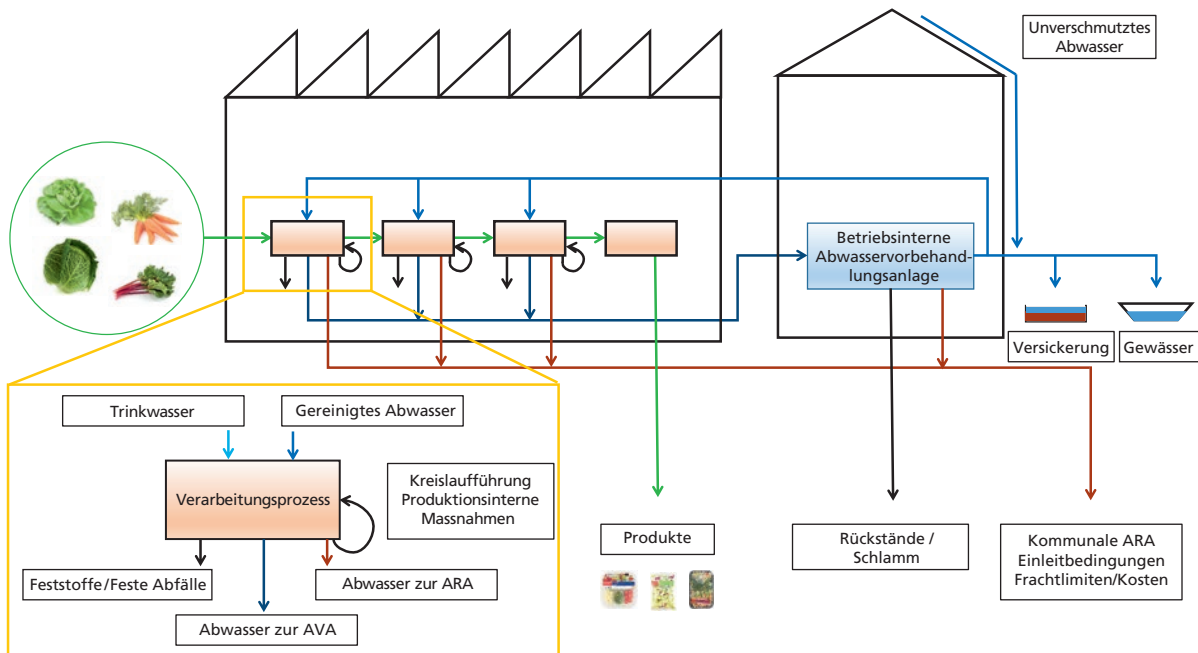 Unverschmutztes
Abwasser
Betriebsinterne
Abwasservorbehand-
lungsanlage
Versickerung
Gewässer
Trinkwasser
Gereinigtes Abwasser
Verarbeitungsprozess
Kreislaufführung
Produktionsinterne
Massnahmen
Feststoffe/Feste Abfälle
Abwasser zur ARA
Abwasser zur AVA
Produkte
Rückstände /
Schlamm
Kommunale ARA
Einleitbedingungen
Frachtlimiten/Kosten